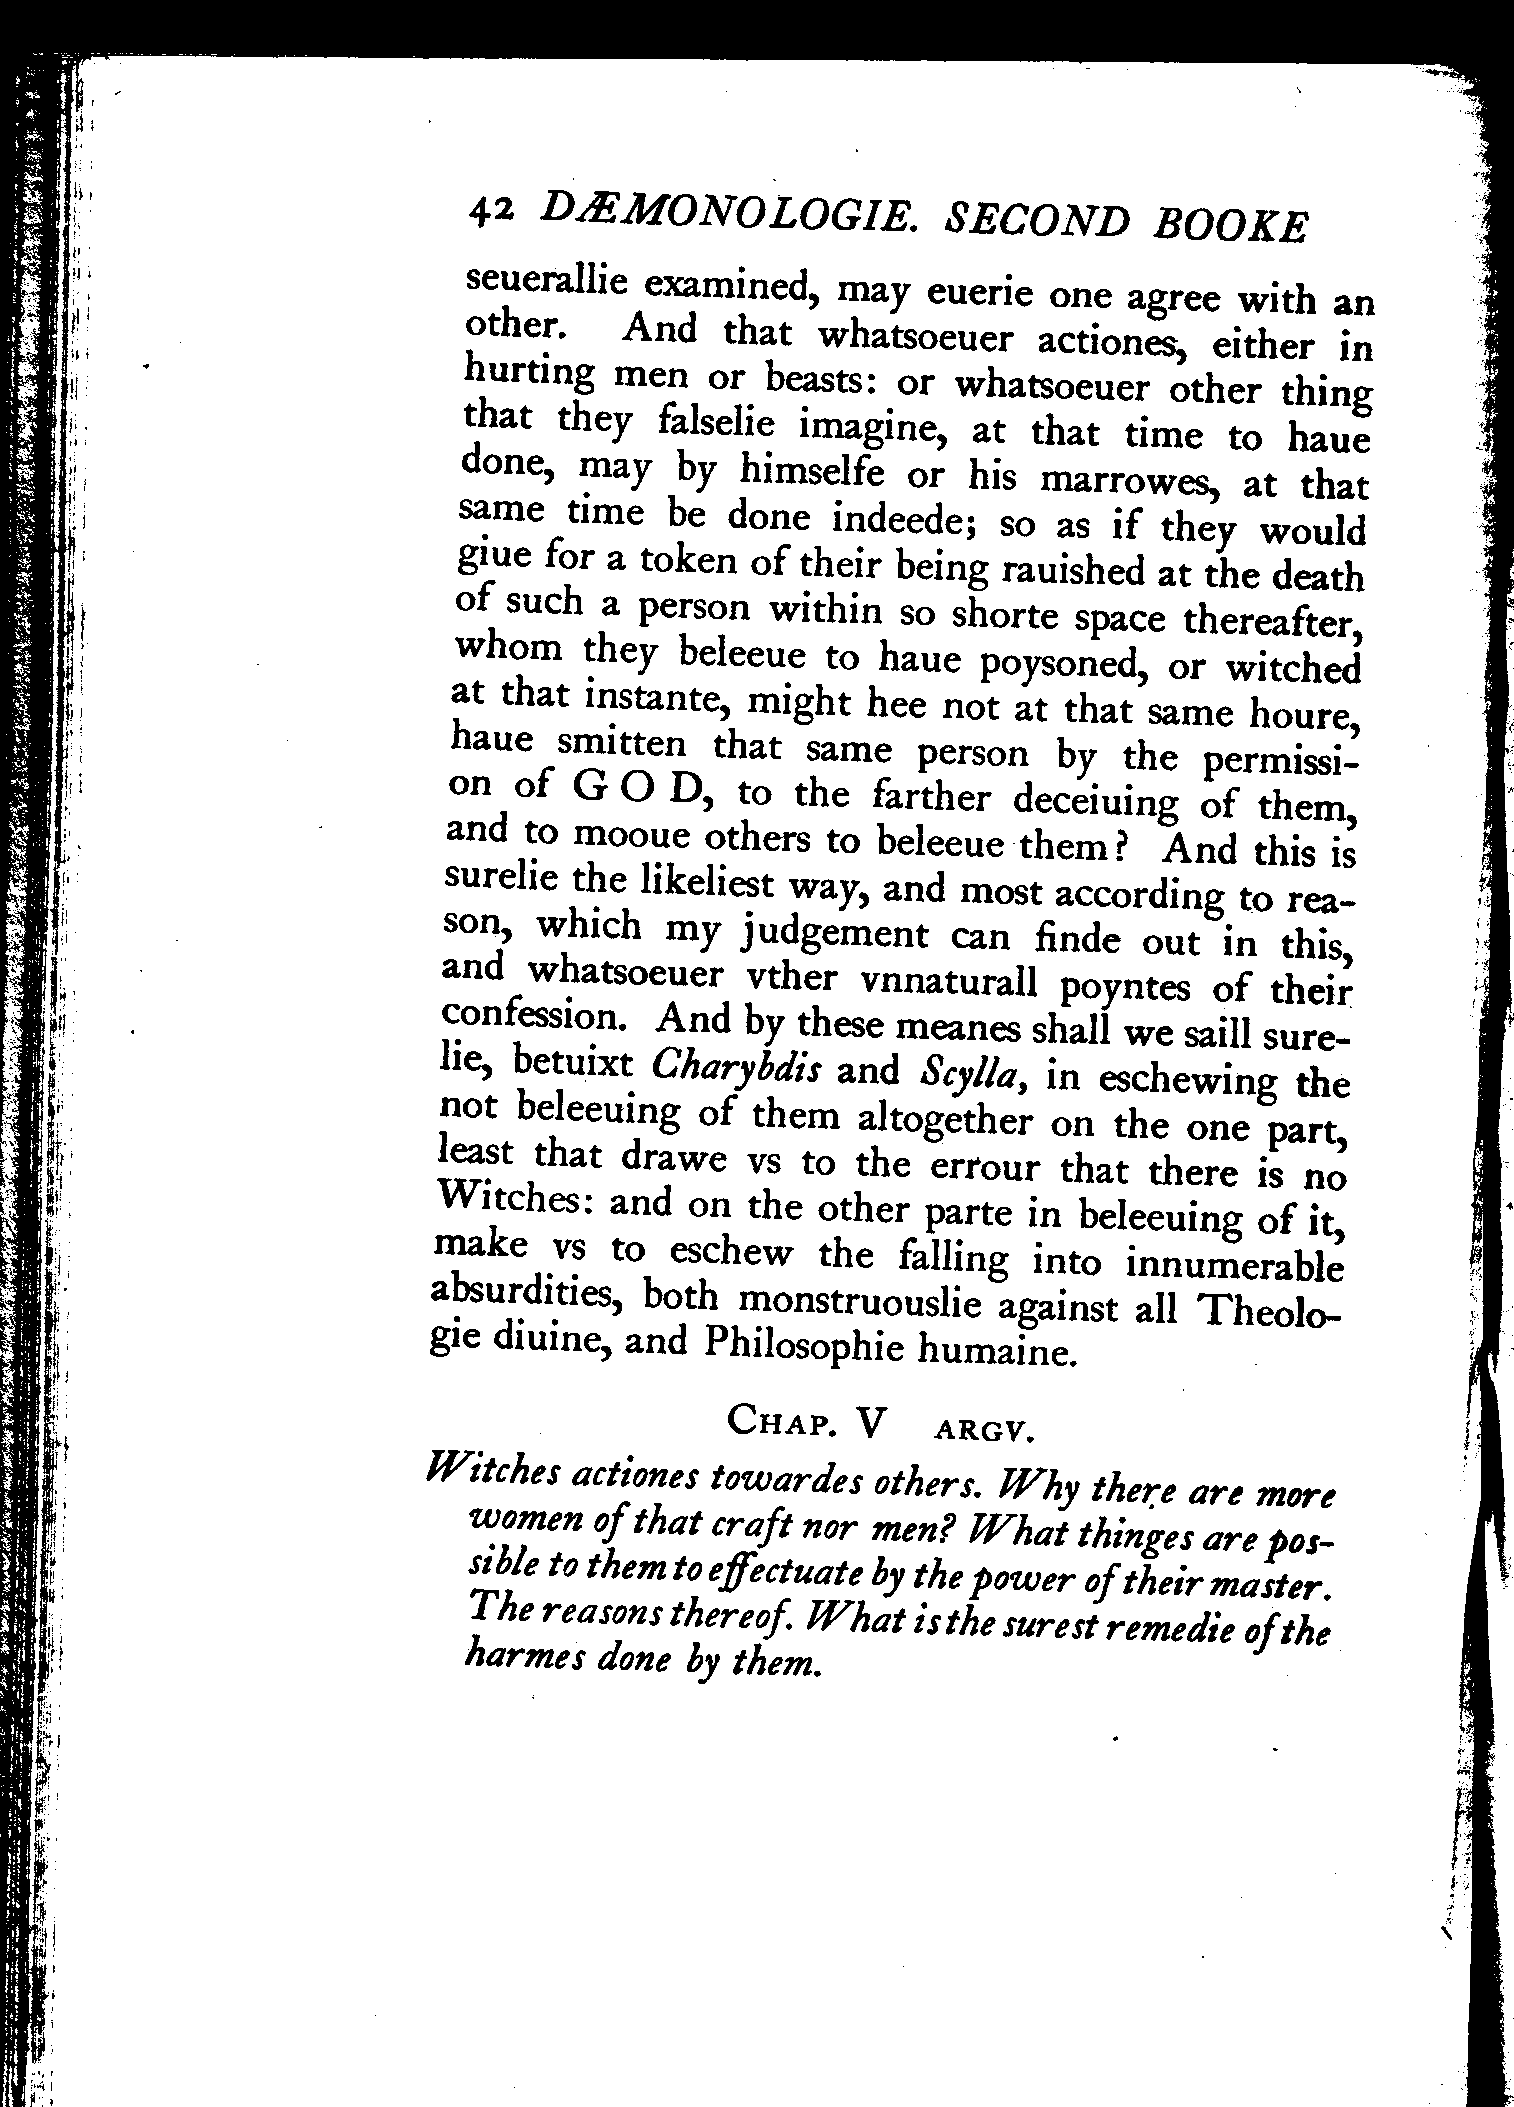 42 DÆMONOLOGIE. SECOND BOOKE
seuerallie examined, may euerie one agree with an
other. And that whatsoeuer actiones, either in
hurting men or beasts: or whatsoeuer other thing
that they falselie imagine, at that time to haue
done, may by himselfe or his marrowes, at that
same time be done indeede; so as if they would
giue for a token of their being rauished at the death
of such a person within so shorte space thereafter,
whom they beleeue to haue poysoned, or witched
at that instante, might hee not at that same houre,
haue smitten that same person by the permissi-
on of G O D, to the farther deceiuing of them,
and to mooue others to beleeue them? And this is
surelie the likeliest way, and most according to rea-
son, which my judgement can finde out in this,
and whatsoeuer vther vnnaturall poyntes of their
confession. And by these meanes shall we saill sure-
lie, betuixt Charybdis and Scylla, in eschewing the
not beleeuing of them altogether on the one part,
least that drawe vs to the errour that there is no
Witches: and on the other parte in beleeuing of it,
make vs to eschew the falling into innumerable
absurdities, both monstruouslie against all Theolo-
gie diuine, and Philosophie humaine.
CHAP. V ARGV.
Witches actiones towardes others. Why there are more
women of that craft nor men? What thinges are pos-
sible to them to effectuate by the power of their master.
The reasons thereof. What is the surest remedie of the
harmes done by them.